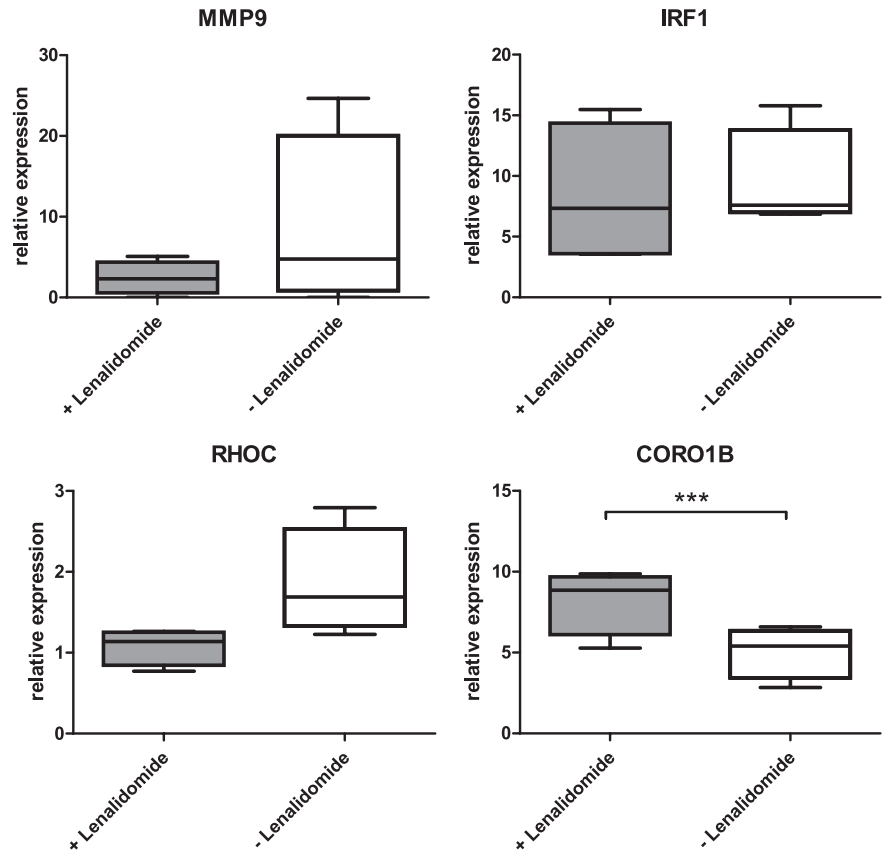 MMP9
relative expression
30
20
10
0
+ Lenalidomide
- Lenalidomide
IRF1
relative expression
20
15
10
5
0
+ Lenalidomide
- Lenalidomide
RHOC
relative expression
3
2
1
0
+ Lenalidomide
- Lenalidomide
CORO1B
relative expression
15
10
5
0
***
+ Lenalidomide
- Lenalidomide